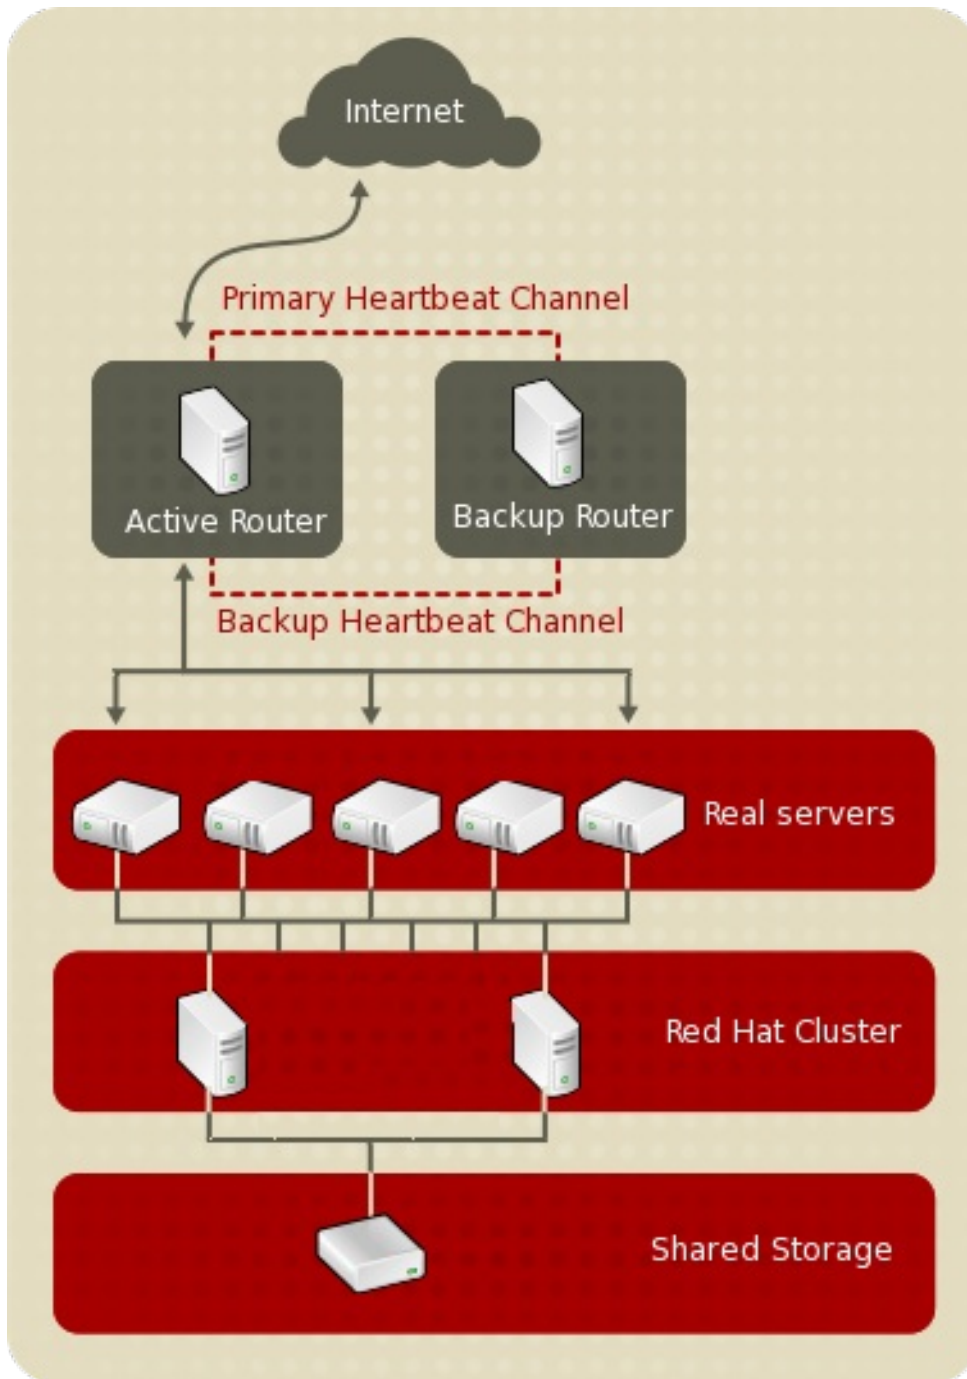 Internet
Primary Heartbeat Channel
Active Router
Backup Router
Backup Heartbeat Channel
Real servers
Red Hat Cluster
Shared Storage